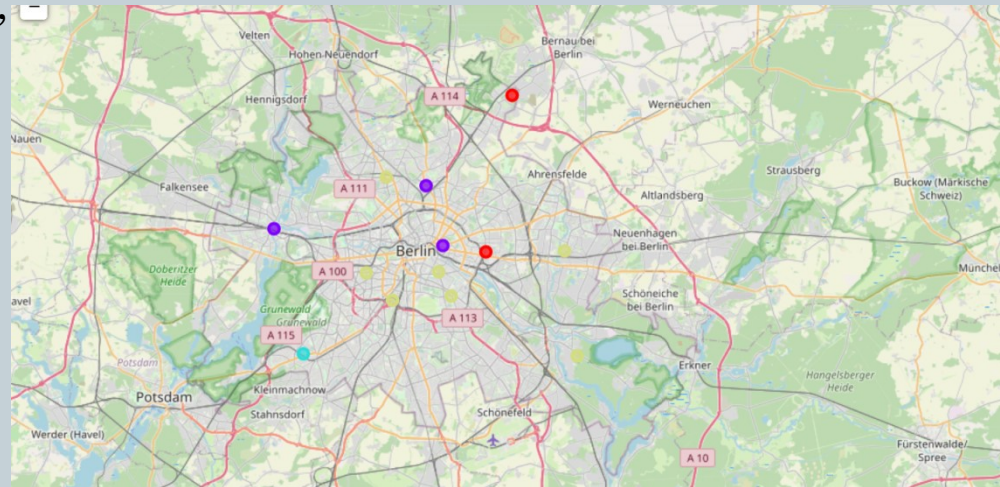 ,
Velten
Bernau bei
Berlin
Hohen Neuendorf
A 114
Hennigsdorf
Werneuchen
Nauen
Strausberg
Ahrensfelde
Falkensee
A 111
Altlandsberg
Buckow (Märkische
Schweiz)
Neuenhagen
bei Berlin
Berlin
Döberitzer
Heide
A 100
Müncheb
avel
Schöneiche
bei Berlin
Grunewald
Grunewald
A 113
A 115
Potsdam
Erkner
Hangelsberger
Heide
Kleinmachnow
Potsdam
Stahnsdorf
Schönefeld
Werder (Havel)
Fürstenwalde/
Spree
A 10